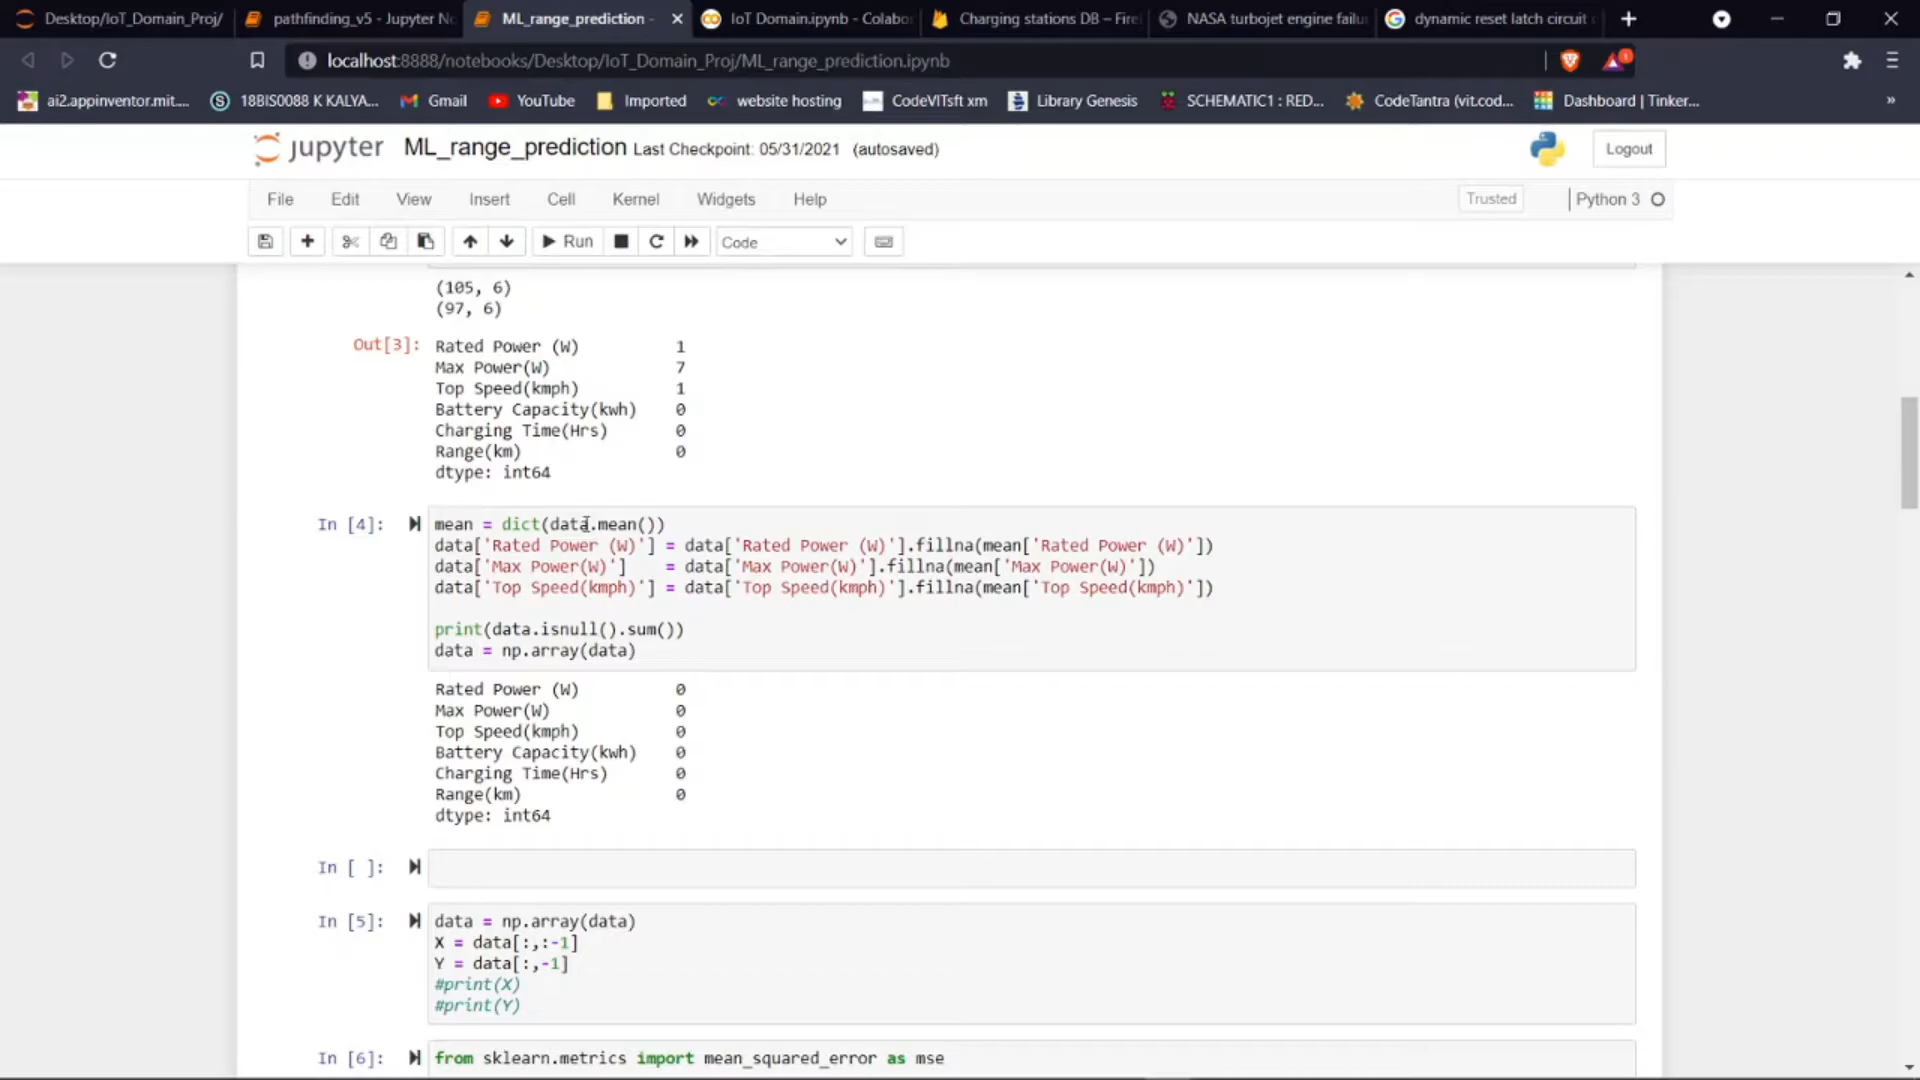 Desktop/IoT_Domain_Proj/
pathfinding_v5 - Jupyter No
ML_range_prediction -
IoT Domain.ipynb - Colabo
Charging stations DB – Fire
NASA turbojet engine failu
dynamic reset latch circuit
localhost:8888/notebooks/Desktop/IoT_Domain_Proj/ML_range_prediction.ipynb
1
ai2.appinventor.mit....
18BIS0088 K KALYA...
Gmail
YouTube
Imported
website hosting
CodeVITsft xm
Library Genesis
SCHEMATIC1 : RED...
CodeTantra (vit.cod...
Dashboard | Tinker...
»
jupyter
ML_range_prediction Last Checkpoint: 05/31/2021 (autosaved)
Logout
File Edit View Insert Cell Kernel Widgets Help
Trusted
Python 3
Run
Code
(105, 6)
(97, 6)
Out[3]: Rated Power (W) 1
Max Power(W) 7
Top Speed(kmph) 1
Battery Capacity(kwh) 0
Charging Time(Hrs) 0
Range(km) 0
dtype: int64
In [4]: mean = dict(data.mean())
data['Rated Power (W)'] = data['Rated Power (W)'].fillna(mean['Rated Power (W)'])
data['Max Power(W)'] = data['Max Power(W)'].fillna(mean['Max Power(W)'])
data['Top Speed(kmph)'] = data['Top Speed(kmph)'].fillna(mean['Top Speed(kmph)'])
print(data.isnull().sum())
data = np.array(data)
Rated Power (W) 0
Max Power(W) 0
Top Speed(kmph) 0
Battery Capacity(kwh) 0
Charging Time(Hrs) 0
Range(km) 0
dtype: int64
In [ ]:
In [5]: data = np.array(data)
X = data[:,:-1]
Y = data[:,-1]
#print(X)
#print(Y)
In [6]: from sklearn.metrics import mean_squared_error as mse